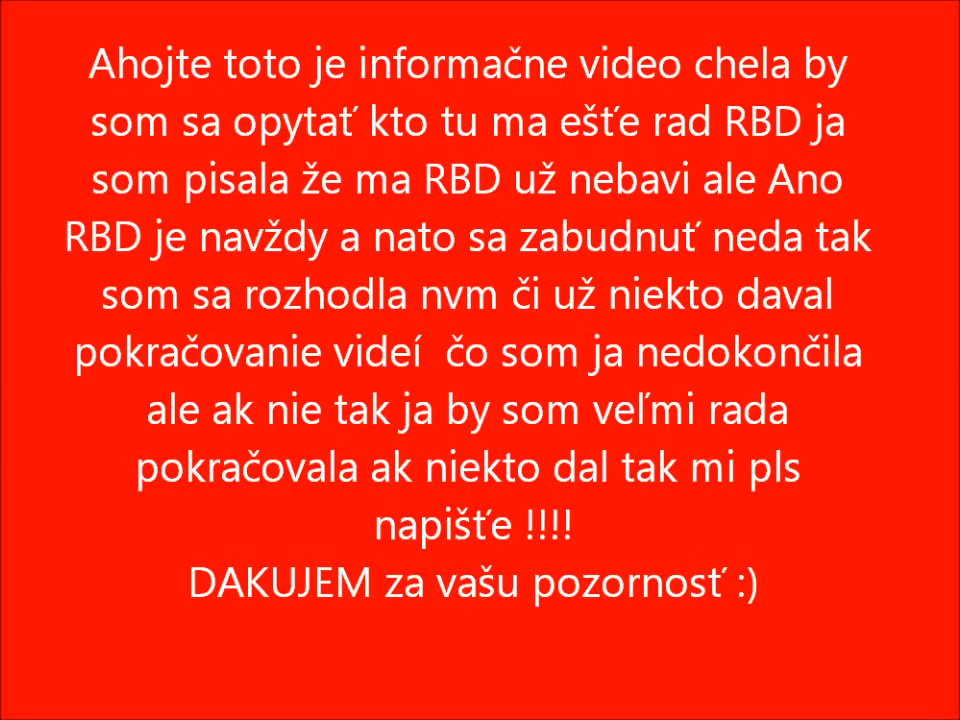 Ahojte toto je informačne video chela by
som sa opytať kto tu ma ešťe rad RBD ja
som pisala že ma RBD už nebavi ale Ano
RBD je navždy a nato sa zabudnuť neda tak
som sa rozhodla nvm či už niekto daval
pokračovanie videí  čo som ja nedokončila
ale ak nie tak ja by som veľmi rada
pokračovala ak niekto dal tak mi pls
napišťe !!!!
DAKUJEM za vašu pozornosť :)